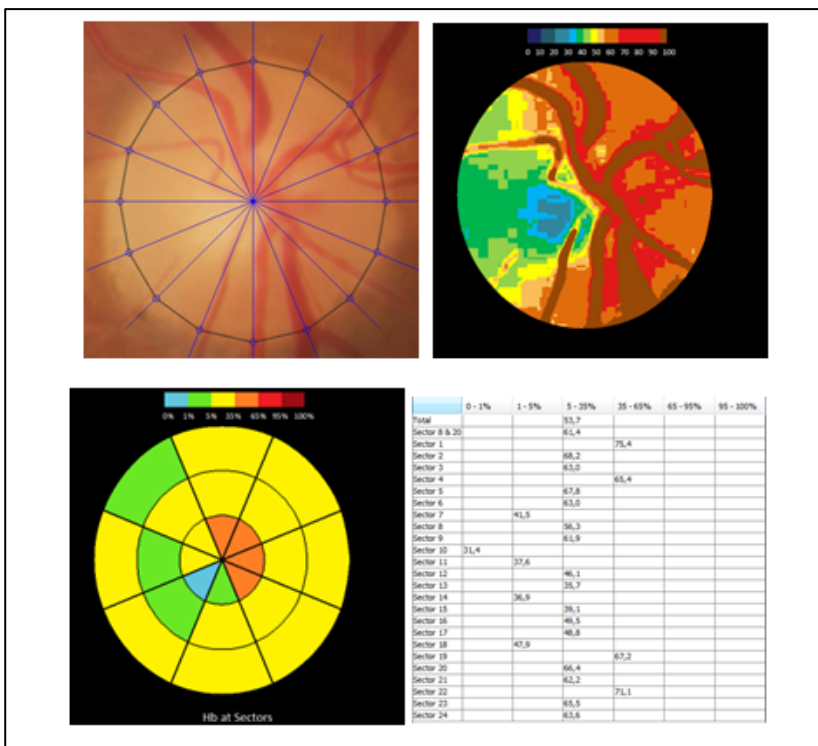 0 10 20 30 40 50 60 70 80 90 100
0% 1% 5% 35% 65% 95% 100%
Hb at Sectors
0 - 1% 1 - 5% 5 - 35% 35 - 65% 65 - 95% 95 - 100%
Total 53,7
Sector 8 & 20 61,4
Sector 1 75,4
Sector 2 68,2
Sector 3 63,0
Sector 4 65,4
Sector 5 67,8
Sector 6 63,0
Sector 7 41,5
Sector 8 56,3
Sector 9 61,9
Sector 10 31,4
Sector 11 37,6
Sector 12 46,1
Sector 13 35,7
Sector 14 36,9
Sector 15 39,1
Sector 16 49,5
Sector 17 48,8
Sector 18 47,9
Sector 19 67,2
Sector 20 66,4
Sector 21 62,2
Sector 22 71,1
Sector 23 65,5
Sector 24 63,6